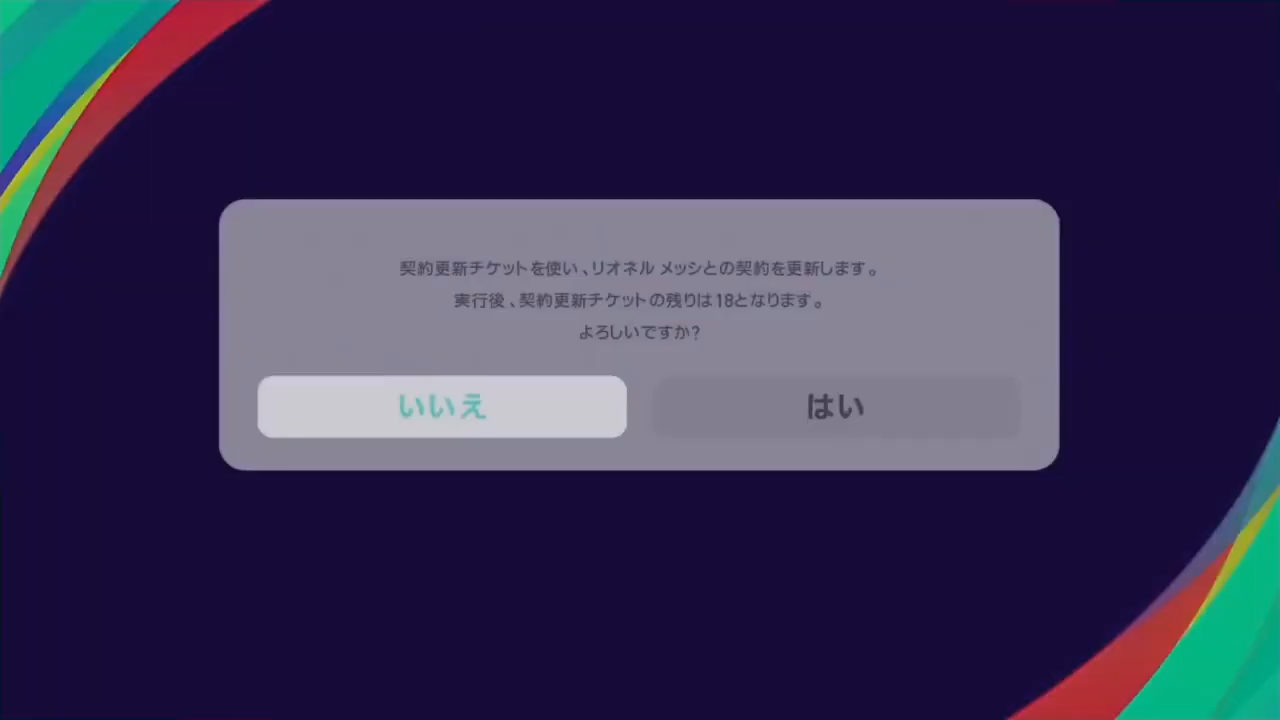 契約更新チケットを使い、リオネル メッシとの契約を更新します。
実行後、契約更新チケットの残りは18となります。
よろしいですか?
いいえ
はい